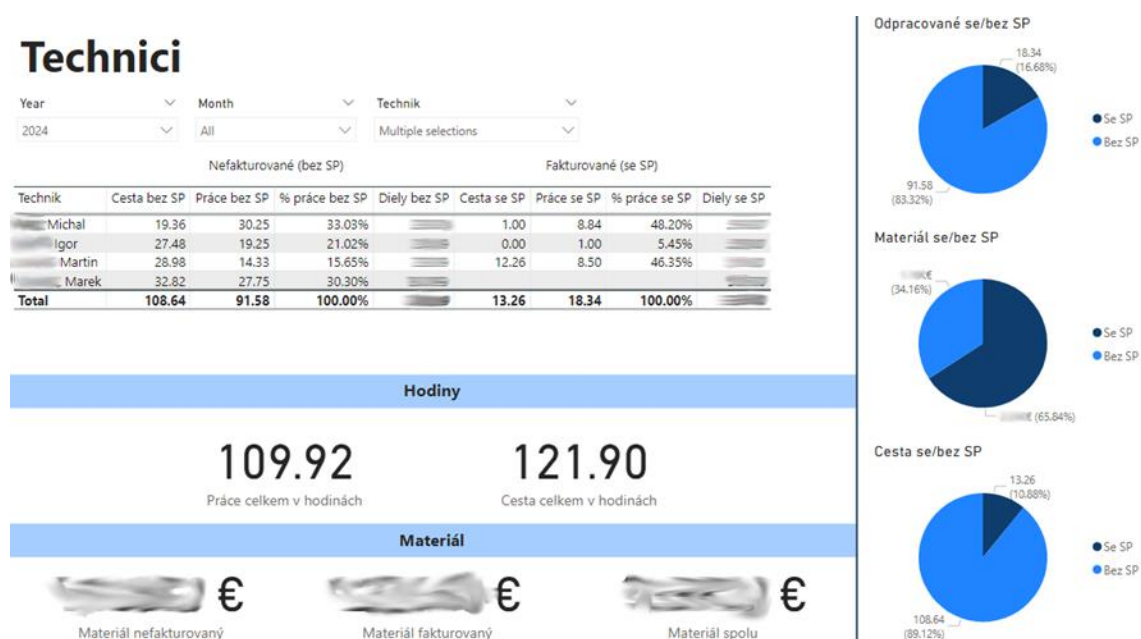 Technici
Year Month Technik
2024 All Multiple selections
Nefakturované (bez SP) Fakturované (se SP)
Technik Cesta bez SP Práce bez SP % práce bez SP Diely bez SP Cesta se SP Práce se SP % práce se SP Diely se SP
Michal 19.36 30.25 33.03% 1.00 8.84 48.20%
Igor 27.48 19.25 21.02% 0.00 1.00 5.45%
Martin 28.98 14.33 15.65% 12.26 8.50 46.35%
Marek 32.82 27.75 30.30%
Total 108.64 91.58 100.00% 13.26 18.34 100.00%
Hodiny
109.92 121.90
Práce celkem v hodinách Cesta celkem v hodinách
Materiál
€ € €
Materiál nefakturovaný Materiál fakturovaný Materiál spolu
Odpracované se/bez SP
18.34
(16.68%)
Se SP
Bez SP
91.58
(83.32%)
Materiál se/bez SP
€
(34.16%)
Se SP
Bez SP
€ (65.84%)
Cesta se/bez SP
13.26
(10.88%)
Se SP
Bez SP
108.64
(89.12%)